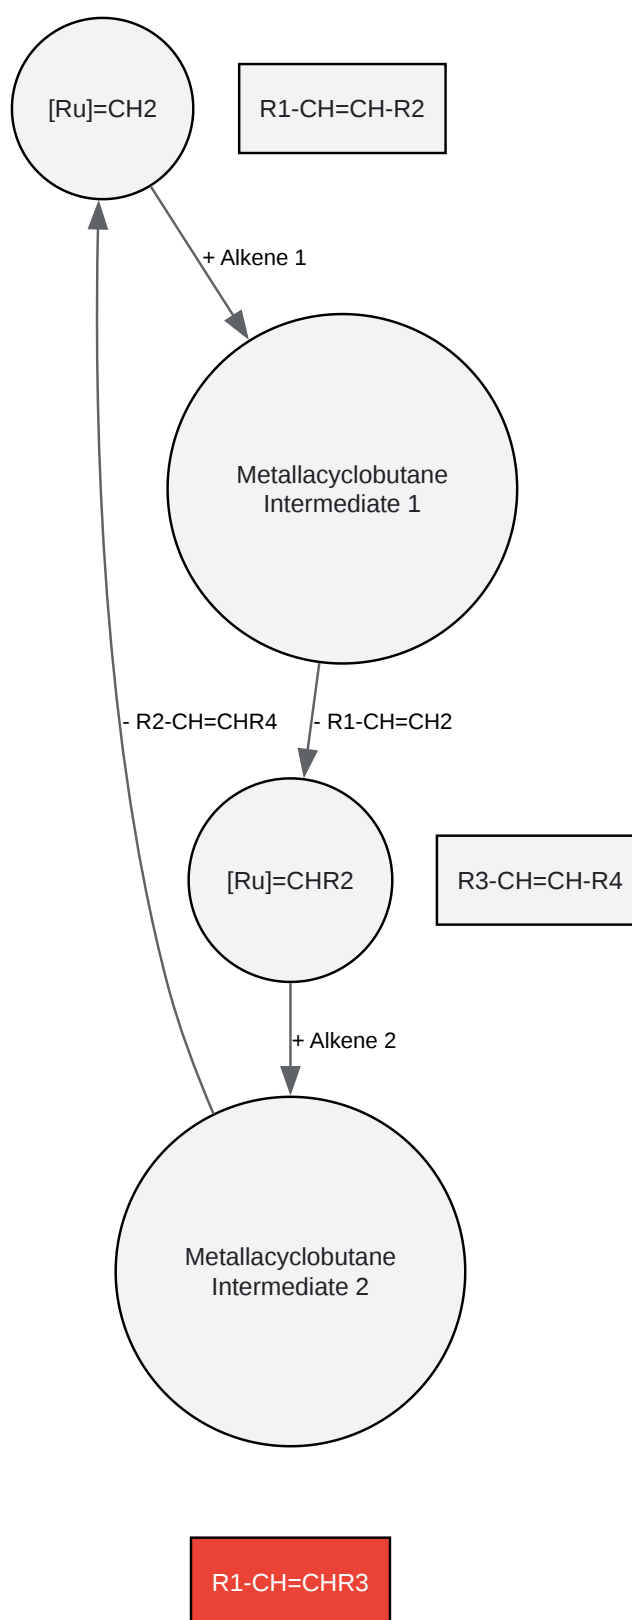 [Ru]=CH2
R1-CH=CH-R2
+ Alkene 1
Metallacyclobutane
Intermediate 1
- R2-CH=CHR4
- R1-CH=CH2
[Ru]=CHR2
R3-CH=CH-R4
+ Alkene 2
Metallacyclobutane
Intermediate 2
R1-CH=CHR3